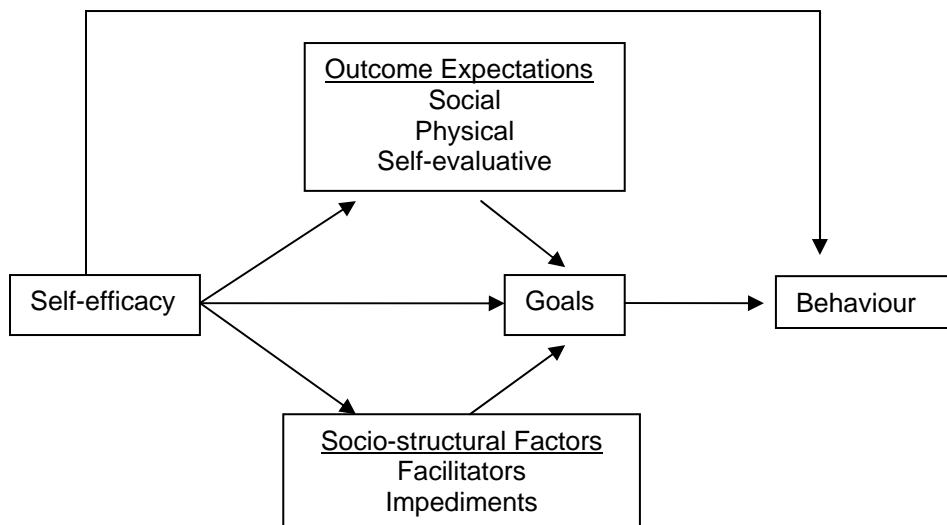 Outcome Expectations
Social
Physical
Self-evaluative
Self-efficacy
Goals
Behaviour
Socio-structural Factors
Facilitators
Impediments